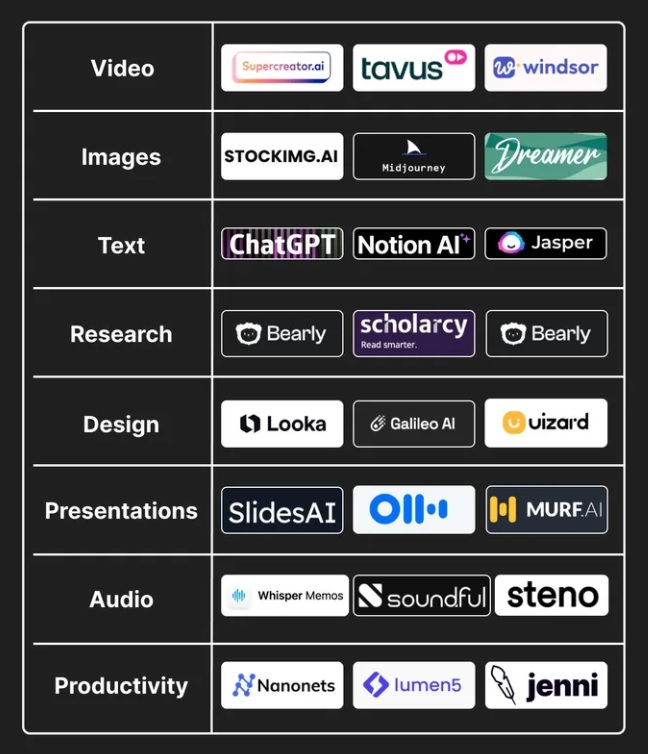 Video
Supercreator.ai
tavus
windsor
Images
STOCKIMG.AI
Midjourney
Dreamer
Text
ChatGPT
Notion AI
Jasper
Research
Bearly
scholarcy
Read smarter.
Bearly
Design
Looka
Galileo AI
uizard
Presentations
SlidesAI
MURF.AI
Audio
Whisper Memos
soundful
steno
Productivity
Nanonets
lumen5
jenni